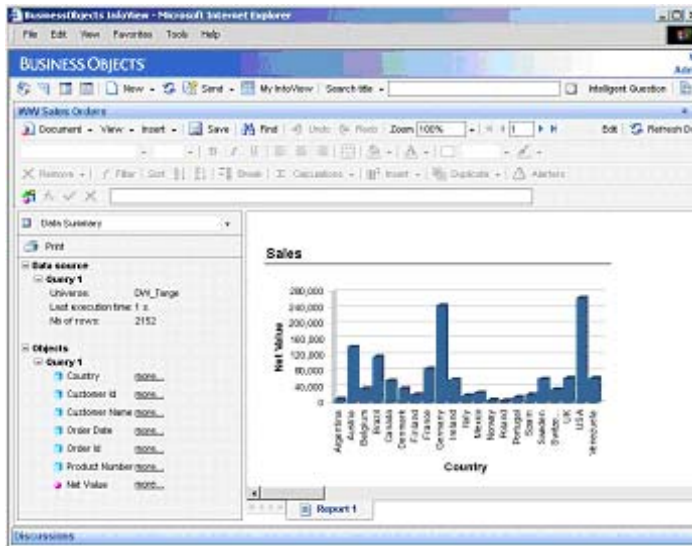 BusinessObjects InfoView - Microsoft Internet Explorer
File Edit View Favorites Tools Help
BUSINESS OBJECTS
New Send My InfoView Search title Intelligent Question
WW Sales Orders
Document View Insert Save Find Undo Redo Zoom 100% 1 Edit Refresh D
B I U A
Remove Filter Sort Break Σ Calculations Insert Duplicate Alerters
Data Summary
Print
Data source
Query 1
Universe: DW_Targe
Last execution time: 1 s
Nb of rows: 2152
Objects
Query 1
Country more...
Customer Id more...
Customer Name more...
Order Date more...
Order Id more...
Product Number more...
Net Value more...
Sales
Net Value
280,000
240,000
200,000
160,000
120,000
80,000
40,000
0
Argentina
Austria
Belgium
Brazil
Canada
Denmark
Finland
France
Germany
Ireland
Italy
Mexico
Norway
Poland
Portugal
Spain
Sweden
Switze...
UK
USA
Venezuela
Country
Report 1
Discussions